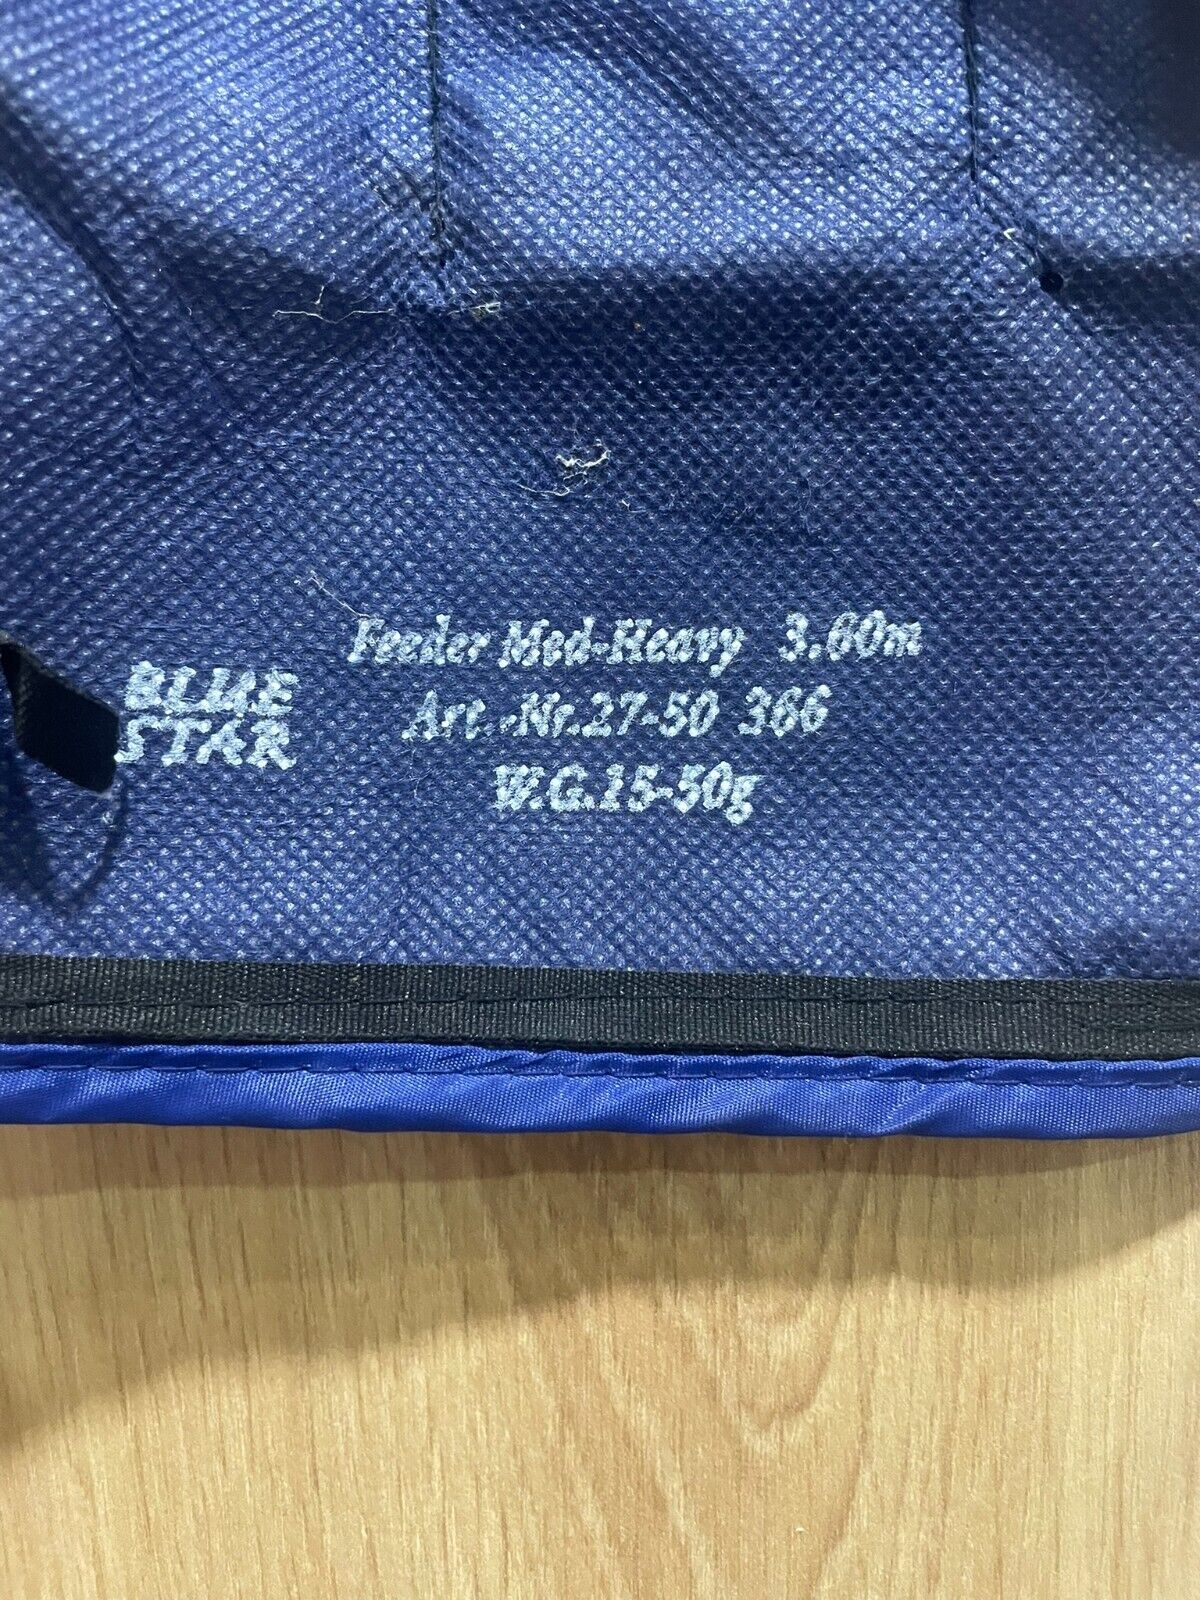 BLUE
STAR
Feeder Med-Heavy 3.60m
Art.-Nr.27-50 366
W.G.15-50g